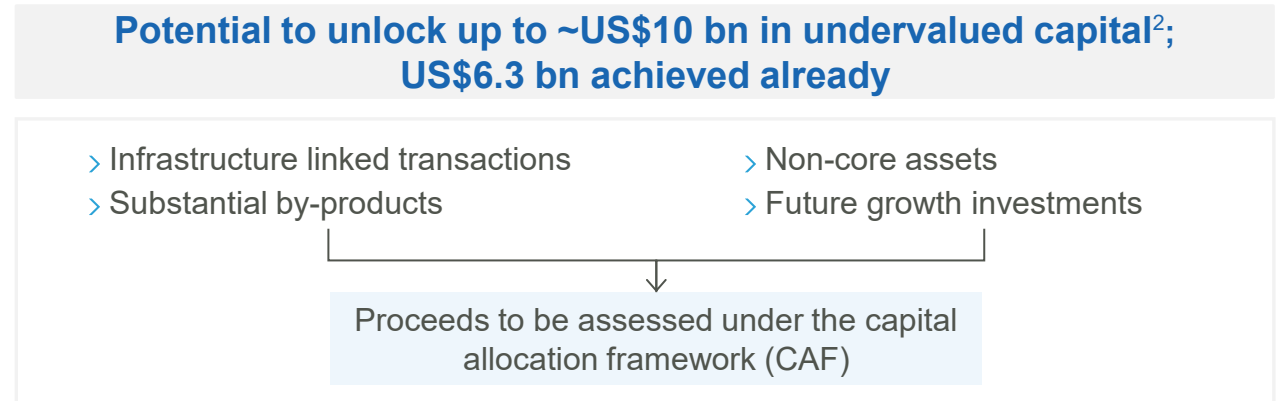 Potential to unlock up to ~US$10 bn in undervalued capital²;
US$6.3 bn achieved already
Infrastructure linked transactions
Substantial by-products
Non-core assets
Future growth investments
Proceeds to be assessed under the capital
allocation framework (CAF)